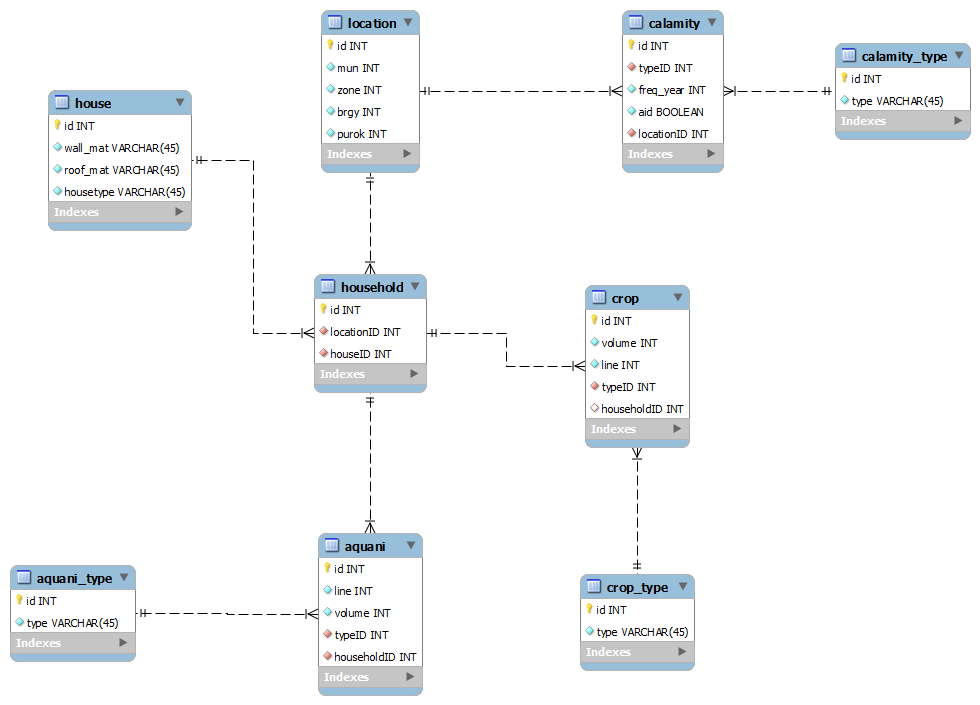 location
id INT
mun INT
zone INT
brgy INT
purok INT
Indexes
calamity
id INT
typeID INT
freq_year INT
aid BOOLEAN
locationID INT
Indexes
calamity_type
id INT
type VARCHAR(45)
Indexes
house
id INT
wall_mat VARCHAR(45)
roof_mat VARCHAR(45)
housetype VARCHAR(45)
Indexes
household
id INT
locationID INT
houseID INT
Indexes
crop
id INT
volume INT
line INT
typeID INT
householdID INT
Indexes
aquani_type
id INT
type VARCHAR(45)
Indexes
aquani
id INT
line INT
volume INT
typeID INT
householdID INT
Indexes
crop_type
id INT
type VARCHAR(45)
Indexes